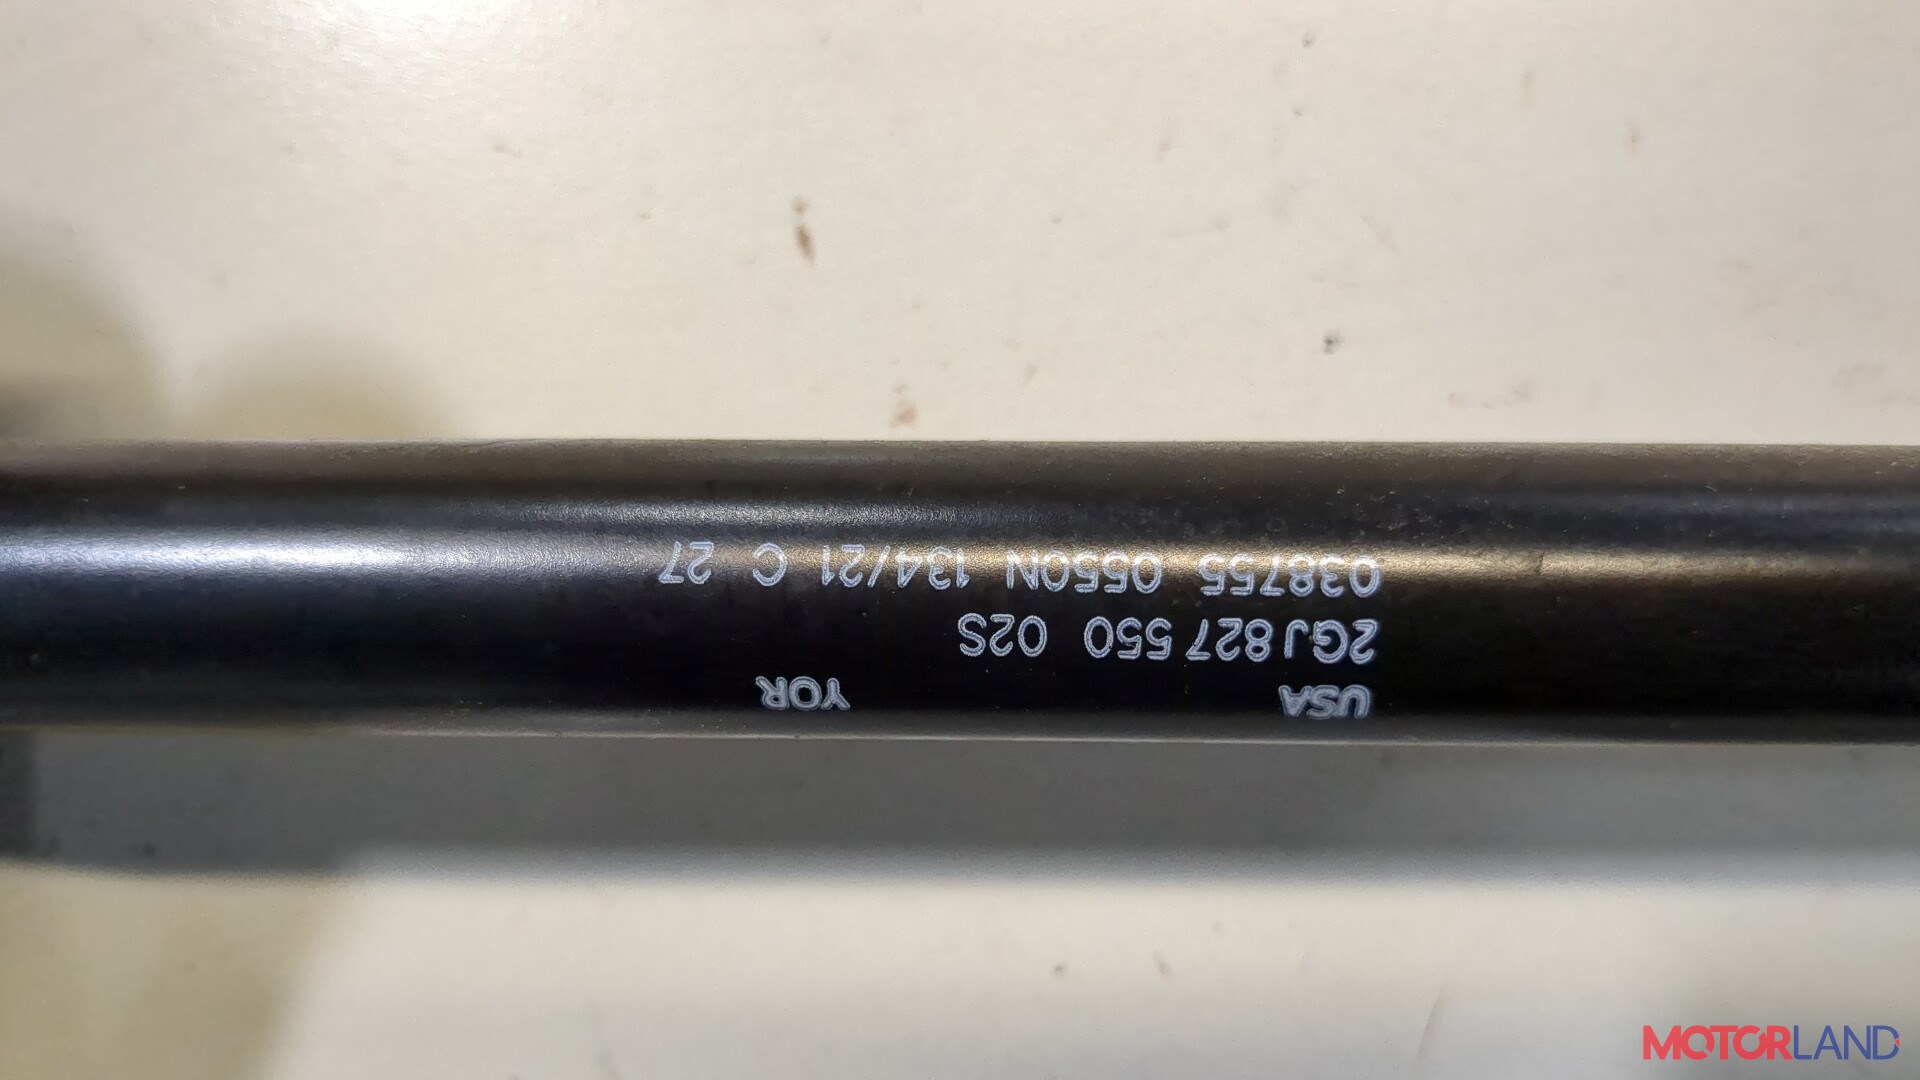 USA YOR
2GJ 827 550 02S
038755 0550N 134/21 C 27
MOTORLAND